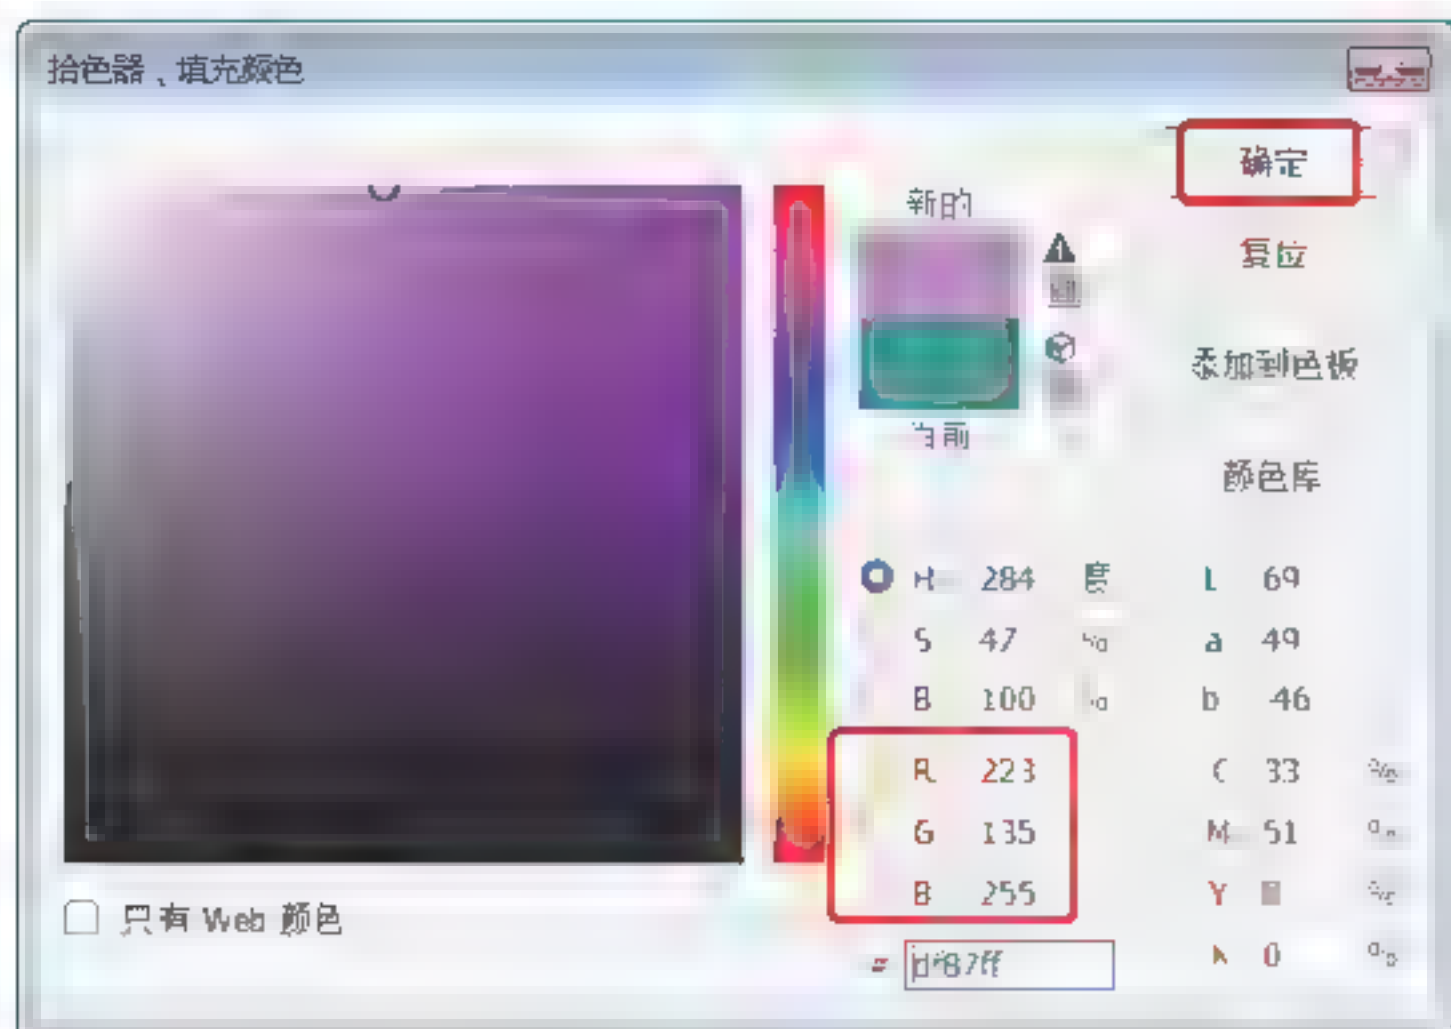 拾色器、填充颜色
确定
新的
复位
添加到色板
当前
颜色库
H 284 度 L 69
S 47 % a 49
B 100 % b -46
R 223 C 33 %
G 135 M 51 %
B 255 Y %
0 %
只有 Web 颜色
# df87ff